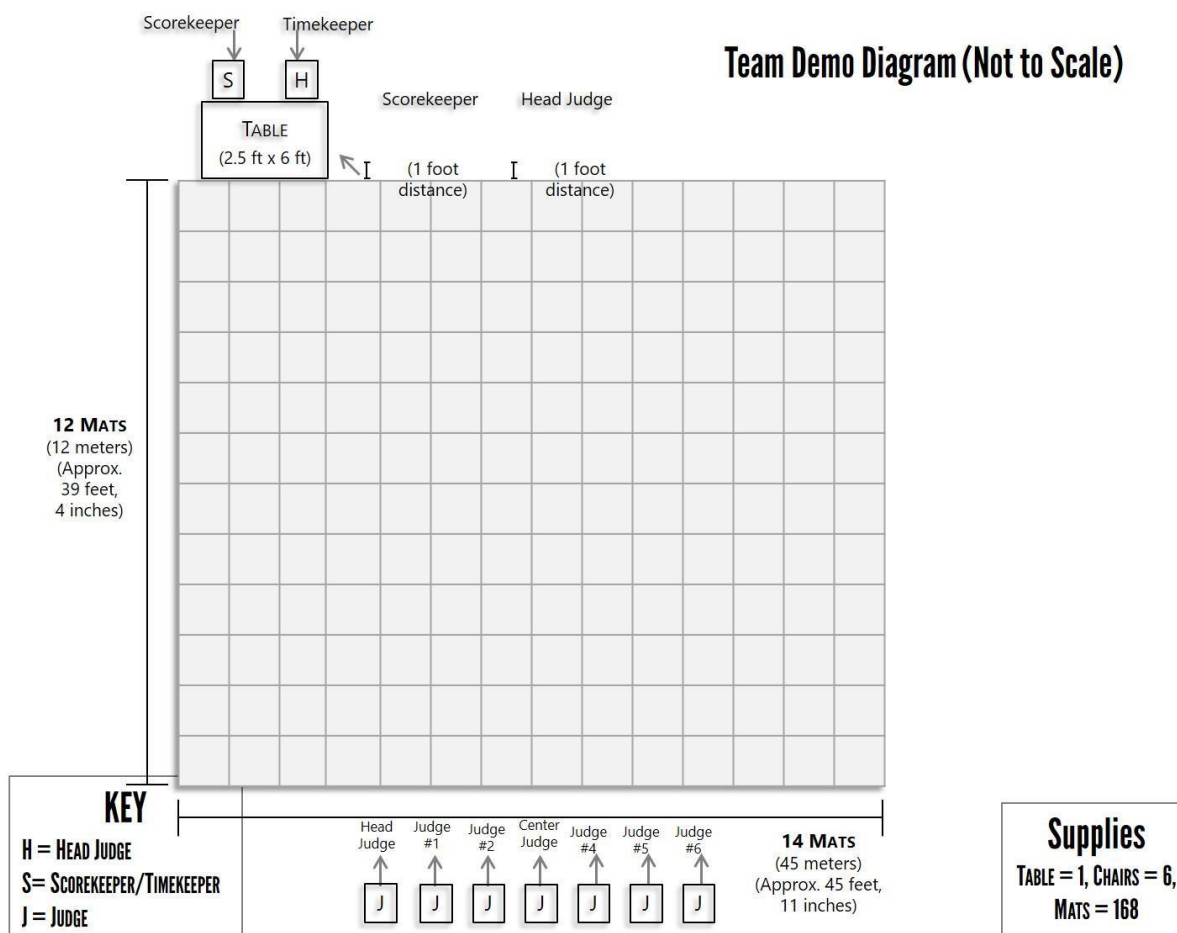 Team Demo Diagram (Not to Scale)
Scorekeeper
Timekeeper
S
H
TABLE
(2.5 ft x 6 ft)
Scorekeeper
(1 foot
distance)
Head Judge
(1 foot
distance)
12 MATS
(12 meters)
(Approx.
39 feet,
4 inches)
Head
Judge
Judge
#1
Judge
#2
Center
Judge
Judge
#4
Judge
#5
Judge
#6
J
J
J
J
J
J
J
14 MATS
(45 meters)
(Approx. 45 feet,
11 inches)
KEY
H = HEAD JUDGE
S= SCOREKEEPER/TIMEKEEPER
J = JUDGE
Supplies
TABLE = 1, CHAIRS = 6,
MATS = 168